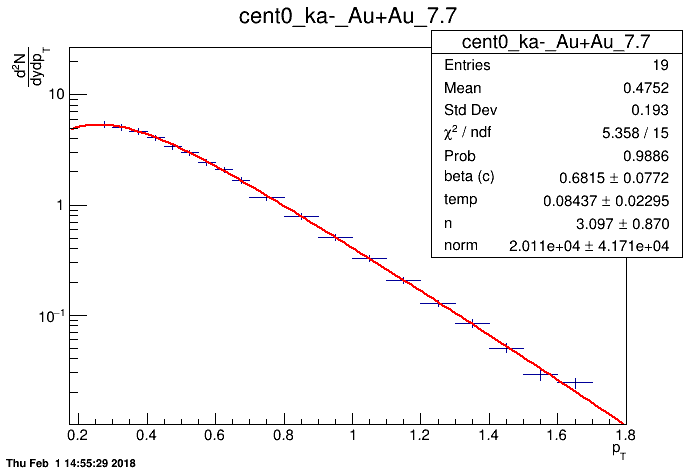 cent0_ka-_Au+Au_7.7
cent0_ka-_Au+Au_7.7
Entries 19
Mean 0.4752
Std Dev 0.193
χ² / ndf 5.358 / 15
Prob 0.9886
beta (c) 0.6815 ± 0.0772
temp 0.08437 ± 0.02295
n 3.097 ± 0.870
norm 2.011e+04 ± 4.171e+04
d²N
dydp_T
10
1
10⁻¹
0.2 0.4 0.6 0.8 1 1.2 1.4 1.6 1.8
p_T
Thu Feb 1 14:55:29 2018